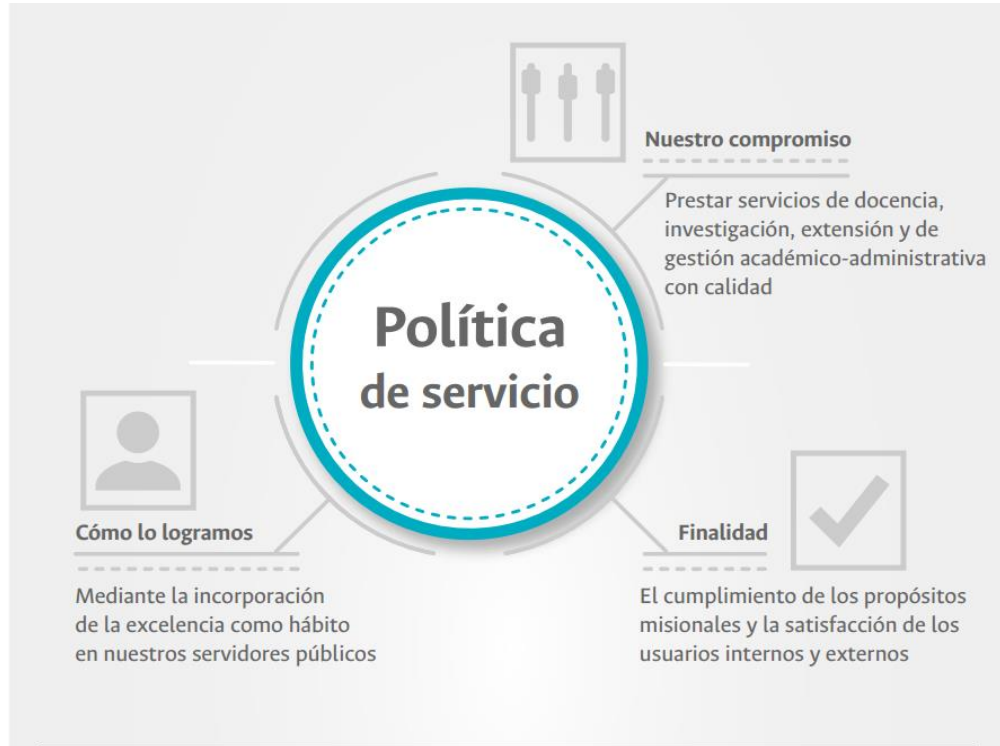 Política
de servicio
Nuestro compromiso
Prestar servicios de docencia,
investigación, extensión y de
gestión académico-administrativa
con calidad
Cómo lo logramos
Mediante la incorporación
de la excelencia como hábito
en nuestros servidores públicos
Finalidad
El cumplimiento de los propósitos
misionales y la satisfacción de los
usuarios internos y externos